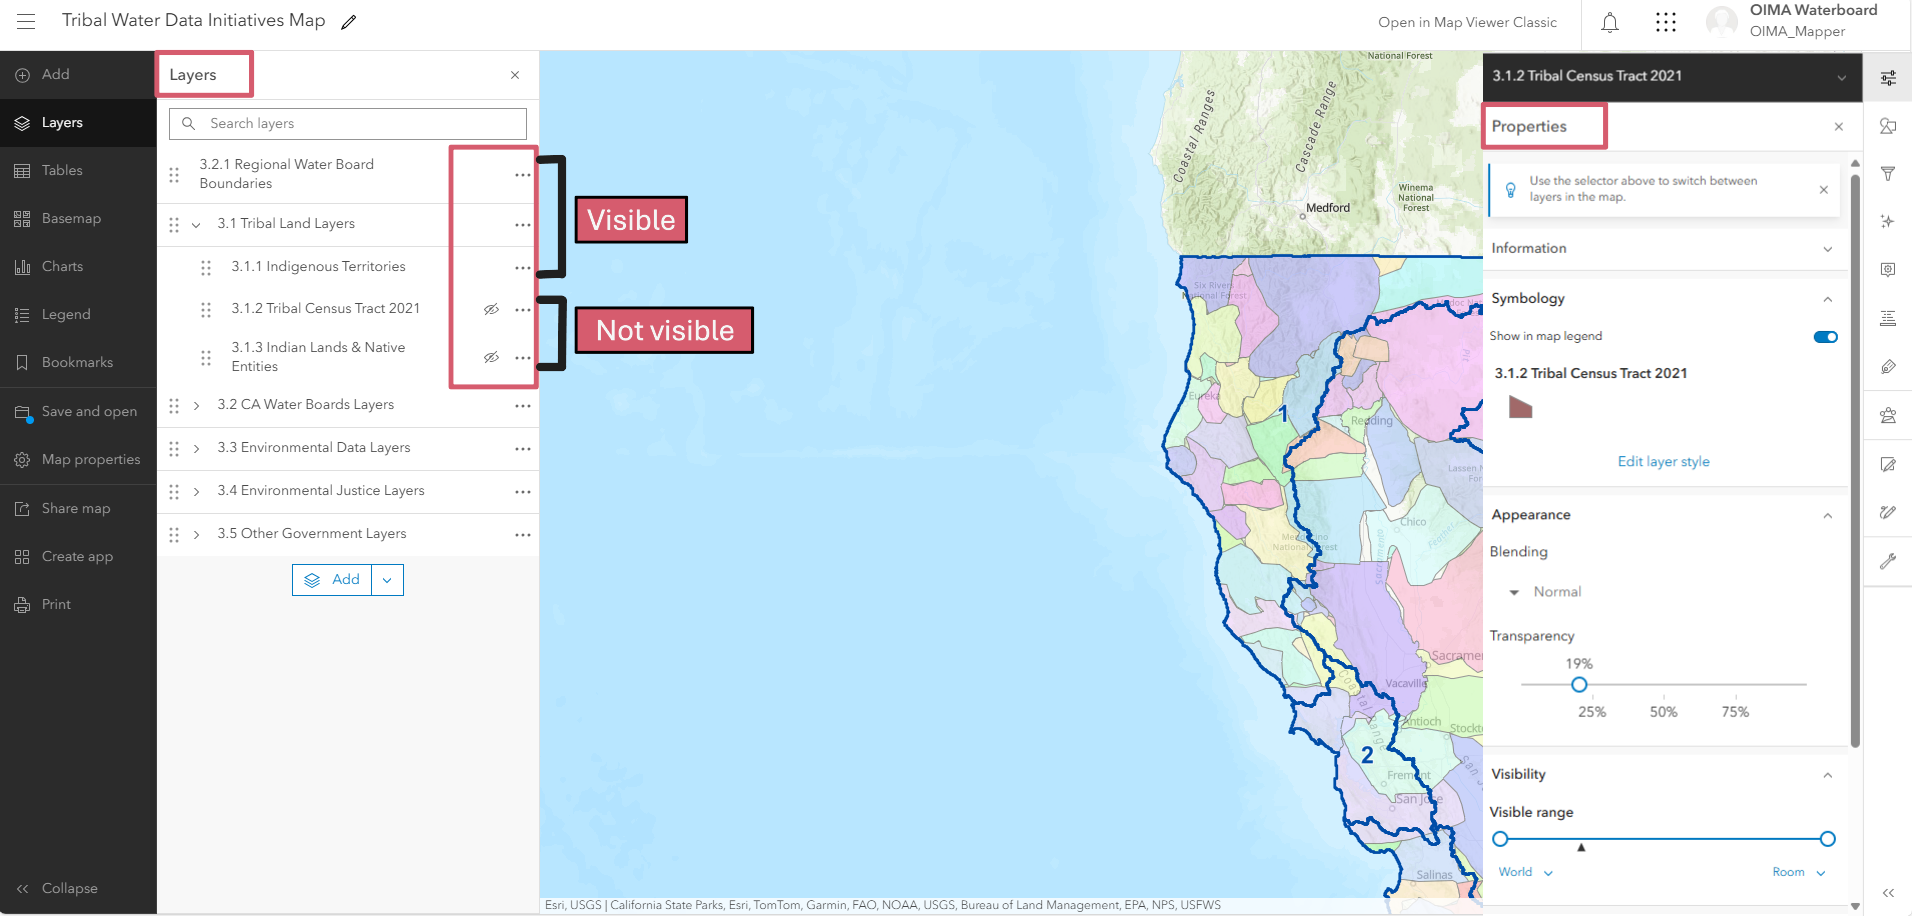 Tribal Water Data Initiatives Map
Open in Map Viewer Classic
OIMA Waterboard
OIMA_Mapper
Add
Layers
Tables
Basemap
Charts
Legend
Bookmarks
Save and open
Map properties
Share map
Create app
Print
Collapse
Layers
Search layers
3.2.1 Regional Water Board
Boundaries
3.1 Tribal Land Layers
3.1.1 Indigenous Territories
3.1.2 Tribal Census Tract 2021
3.1.3 Indian Lands & Native
Entities
3.2 CA Water Boards Layers
3.3 Environmental Data Layers
3.4 Environmental Justice Layers
3.5 Other Government Layers
Add
Visible
Not visible
National Forest
Coastal Ranges
Cascade Range
Winema
National
Forest
Medford
Six Rivers
National Forest
Eureka
1
Redding
Chico
National Forest
Sacramento
Vacaville
Coastal Range
Antioch
2
Fremont
San Jose
Salinas
Esri, USGS | California State Parks, Esri, TomTom, Garmin, FAO, NOAA, USGS, Bureau of Land Management, EPA, NPS, USFWS
3.1.2 Tribal Census Tract 2021
Properties
Use the selector above to switch between
layers in the map.
Information
Symbology
Show in map legend
3.1.2 Tribal Census Tract 2021
Edit layer style
Appearance
Blending
Normal
Transparency
19%
25% 50% 75%
Visibility
Visible range
World
Room